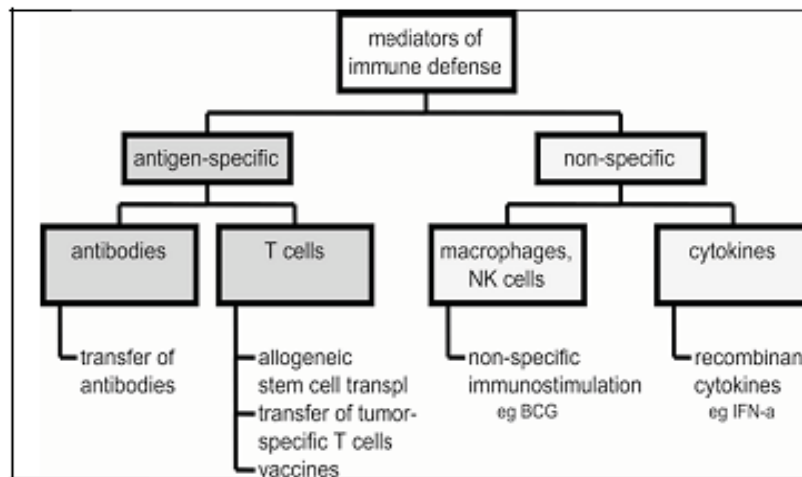 mediators of
immune defense
antigen-specific
non-specific
antibodies
T cells
macrophages,
NK cells
cytokines
transfer of
antibodies
allogeneic
stem cell transpl
transfer of tumor-
specific T cells
vaccines
non-specific
immunostimulation
eg BCG
recombinan
cytokines
eg IFN-a